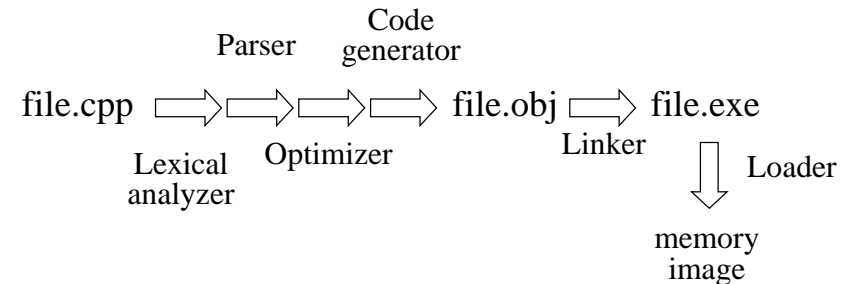 Code
Parser
generator
file.cpp
file.obj
file.exe
Lexical
analyzer
Optimizer
Linker
Loader
memory
image